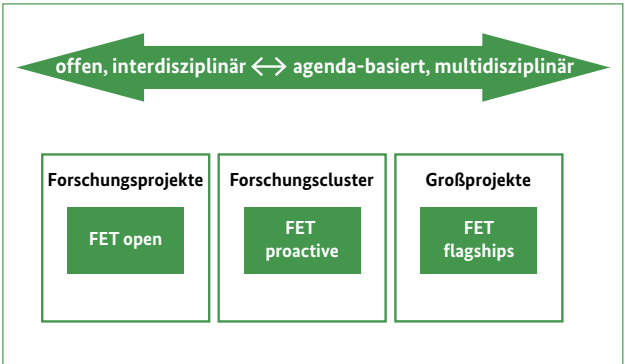 offen, interdisziplinär ↔ agenda-basiert, multidisziplinär
Forschungsprojekte
FET open
Forschungscluster
FET
proactive
Großprojekte
FET
flagships